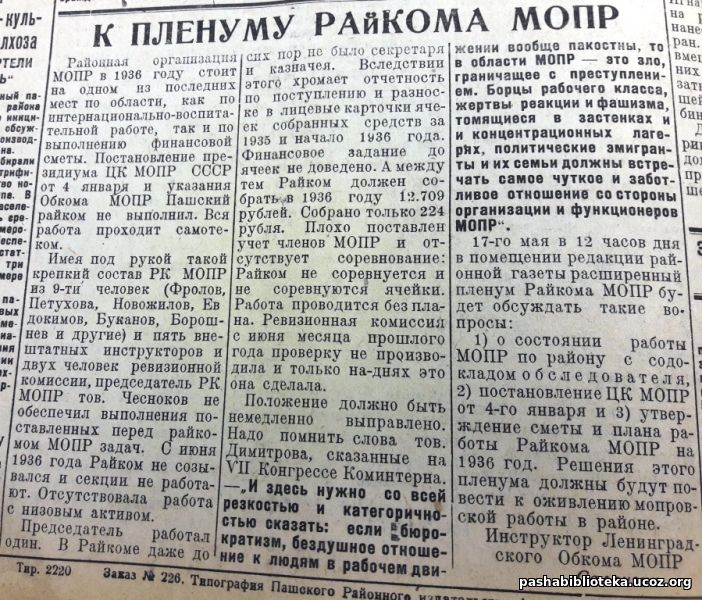 К ПЛЕНУМУ РАйКОМА МОПР
Районная организация
МОПР в 1936 году стоит
на одном из последних
мест по области, как по
интернационально-воспита-
тельной работе, так и по
выполнению финансовой
сметы. Постановление пре-
зидиума ЦК МОПР СССР
от 4 января и указания
Обкома МОПР Пашский
райком не выполнил. Вся
работа проходит самоте-
ком.
Имея под рукой такой
крепкий состав РК МОПР
из 9-ти человек (Фролов,
Петухова, Новожилов, Ев
докимов, Буканов, Борош-
нев и другие) и пять вне-
штатных инструкторов и
двух человек ревизионной
комиссии, председатель РК
МОПР тов. Чесноков не
обеспечил выполнения по-
ставленных перед райко-
мом МОПР задач. С июня
1936 года Райком не созы-
вался и секции не работа-
ют. Отсутствовала работа
с низовым активом.
Председатель работал
один. В Райкоме даже до
сих пор не было секретаря
и казначея. Вследствии
этого хромает отчетность
по поступлению и разнос-
ке в лицевые карточки яче-
ек собранных средств за
1935 и начало 1936 года.
Финансовое задание до
ячеек не доведено. А между
тем Райком должен со-
брать в 1936 году 12.709
рублей. Собрано только 224
рубля. Плохо поставлен
учет членов МОПР и от-
сутствует соревнование:
Райком не соревнуется и
не соревнуются ячейки.
Работа проводится без пла-
на. Ревизионная комиссия
с июня месяца прошлого
года проверку не произво-
дила и только на-днях это
она сделала.
Положение должно быть
немедленно выправлено.
Надо помнить слова тов.
Димитрова, сказанные на
VII Конгрессе Коминтерна.
—„И здесь нужно со всей
резкостью и категорично-
стью сказать: если бюро-
кратизм, бездушное отноше-
ние к людям в рабочем дви-
жении вообще пакостны, то
в области МОПР — это зло,
граничащее с преступлени-
ем. Борцы рабочего класса,
жертвы реакции и фашизма,
томящиеся в застенках и
и концентрационных лаге-
рях, политические эмигран-
ты и их семьи должны встре-
чать самое чуткое и забот-
ливое отношение со стороны
организации и функционеров
МОПР“.
17-го мая в 12 часов дня
в помещении редакции рай-
онной газеты расширенный
пленум Райкома МОПР бу-
дет обсуждать такие во-
просы:
1) о состоянии работы
МОПР по району с содо-
кладом обследователя,
2) постановление ЦК МОПР
от 4-го января и 3) утвер-
ждение сметы и плана ра-
боты Райкома МОПР на
1936 год. Решения этого
пленума должны будут по-
вести к оживлению мопров-
ской работы в районе.
Инструктор Ленинград-
ского Обкома МОПР
Тир. 2220 Заказ № 226. Типография Пашского Районного издательства
pashabiblioteka.ucoz.org